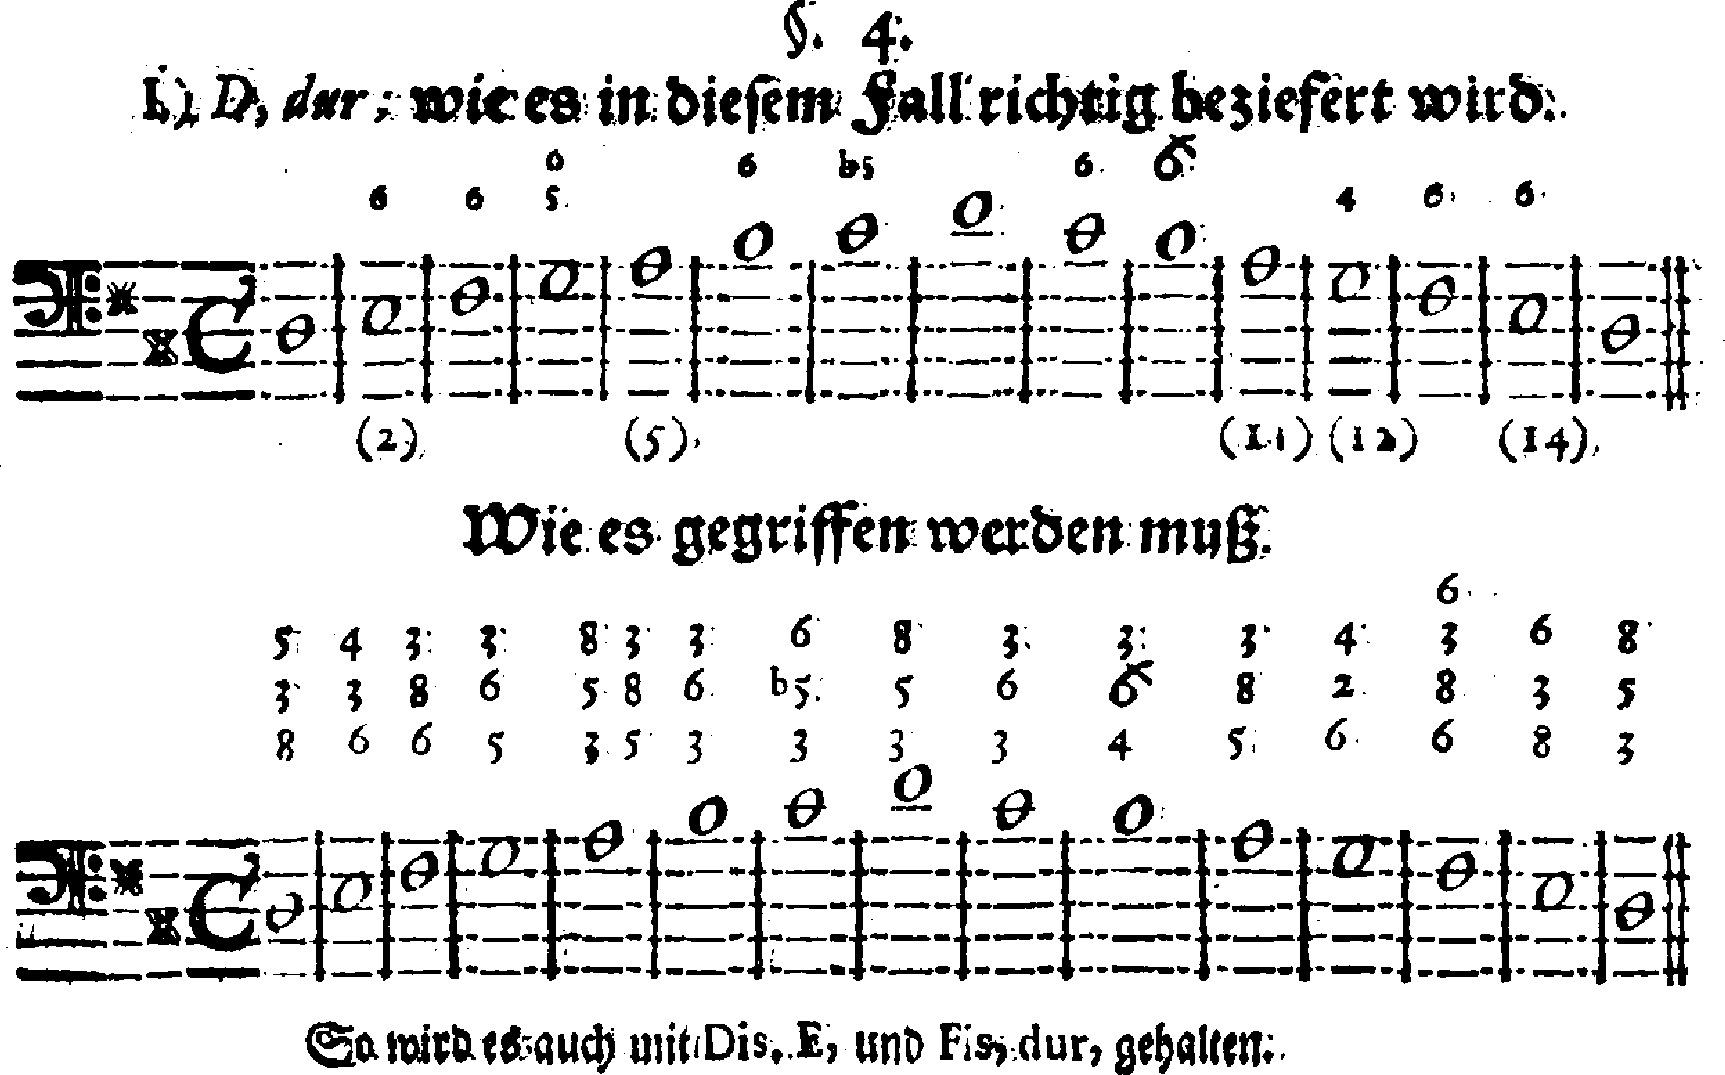 §. 4.
I.) D, dur; wie es in diesem Fall richtig beziefert wird.
6 b5 6 6
6 6 6 5 4 6 6
(2) (5) (11) (12) (14)
Wie es gegriffen werden muß.
6
5 4 3 3 8 3 3 6 8 3 3 3 4 3 6 8
3 3 8 6 5 8 6 b5 5 6 6 8 2 8 3 5
8 6 6 5 3 5 3 3 3 3 4 5 6 6 8 3
So wird es auch mit Dis, E, und Fis, dur, gehalten.